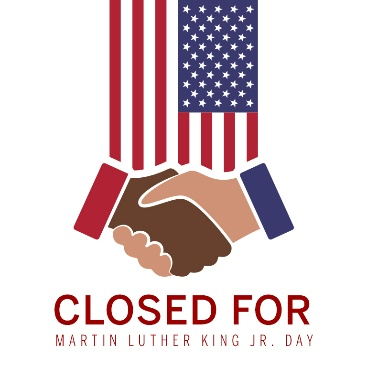 CLOSED FOR
MARTIN LUTHER KING JR. DAY